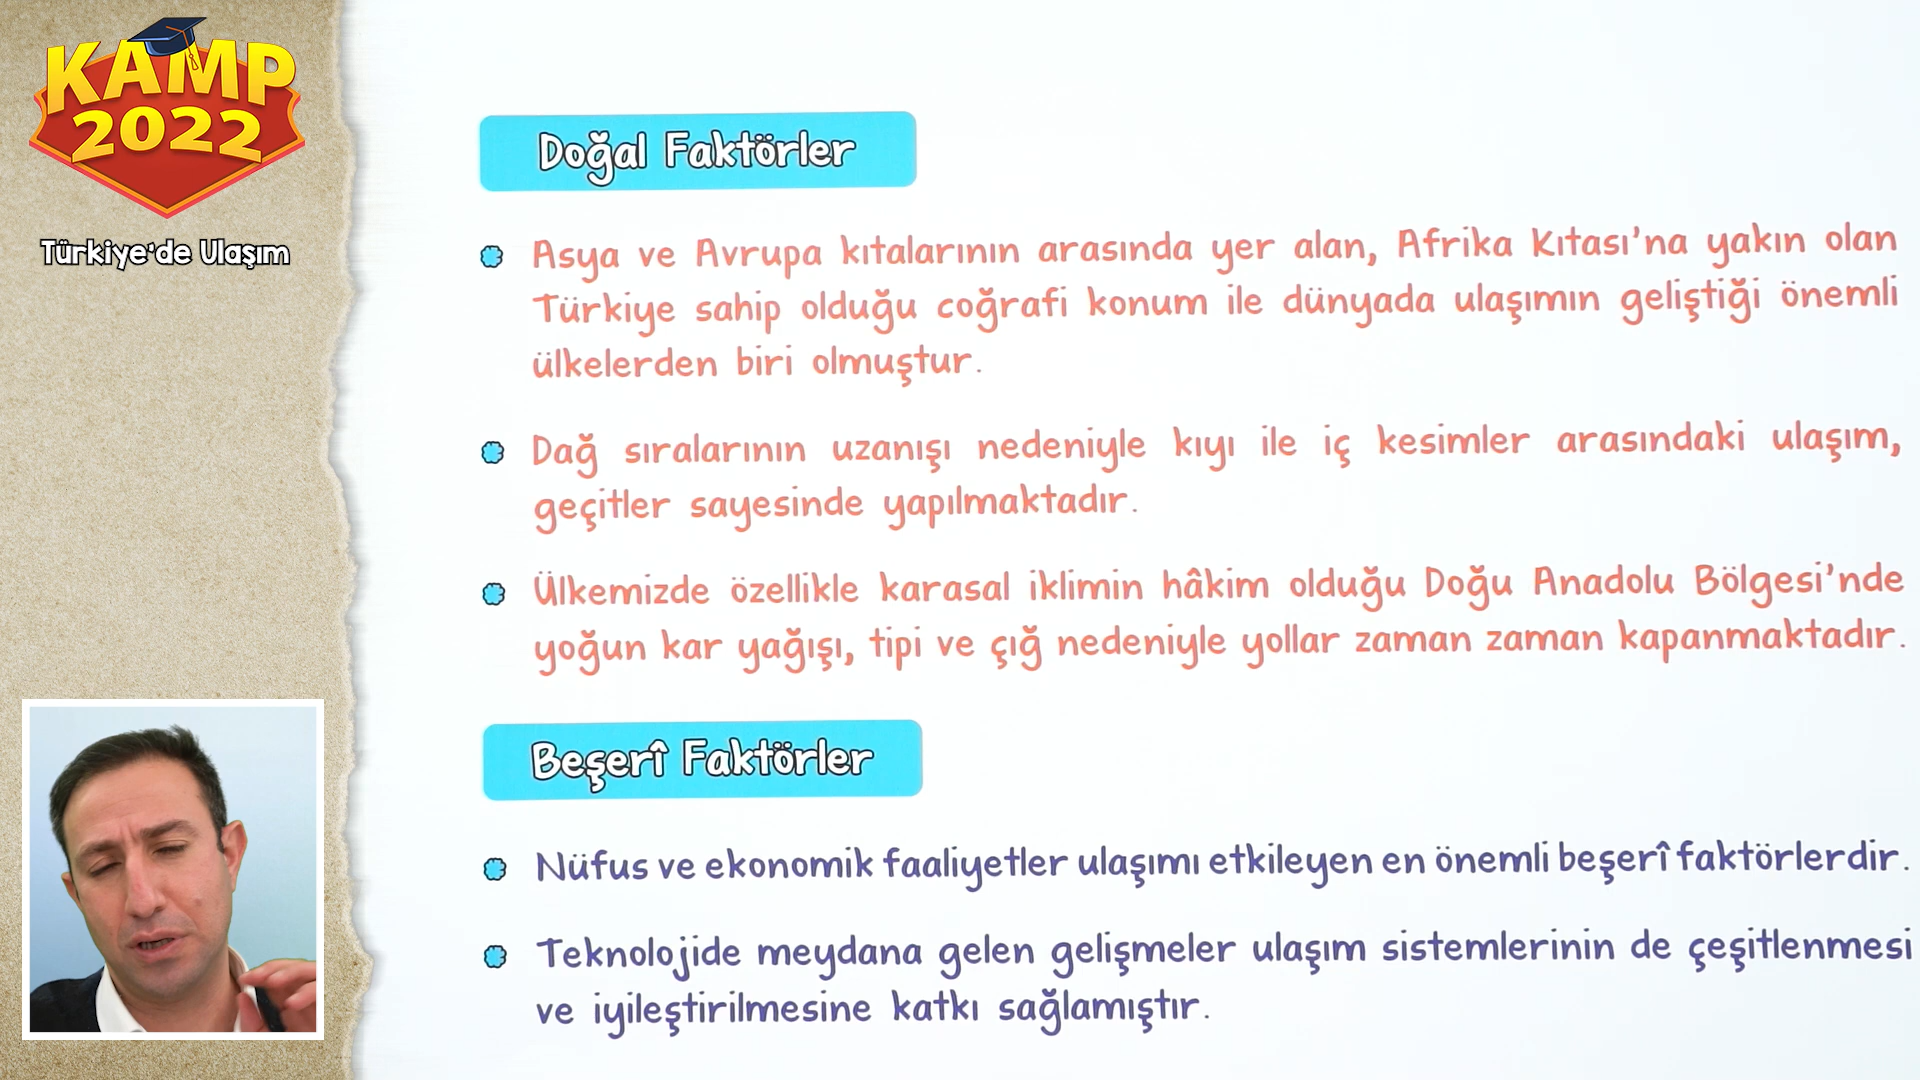 KAMP
2022
Türkiye'de Ulaşım
Doğal Faktörler
Asya ve Avrupa kıtalarının arasında yer alan, Afrika Kıtası'na yakın olan
Türkiye sahip olduğu coğrafi konum ile dünyada ulaşımın geliştiği önemli
ülkelerden biri olmuştur.
Dağ sıralarının uzanışı nedeniyle kıyı ile iç kesimler arasındaki ulaşım,
geçitler sayesinde yapılmaktadır.
Ülkemizde özellikle karasal iklimin hâkim olduğu Doğu Anadolu Bölgesi'nde
yoğun kar yağışı, tipi ve çığ nedeniyle yollar zaman zaman kapanmaktadır.
Beşerî Faktörler
Nüfus ve ekonomik faaliyetler ulaşımı etkileyen en önemli beşerî faktörlerdir.
Teknolojide meydana gelen gelişmeler ulaşım sistemlerinin de çeşitlenmesi
ve iyileştirilmesine katkı sağlamıştır.